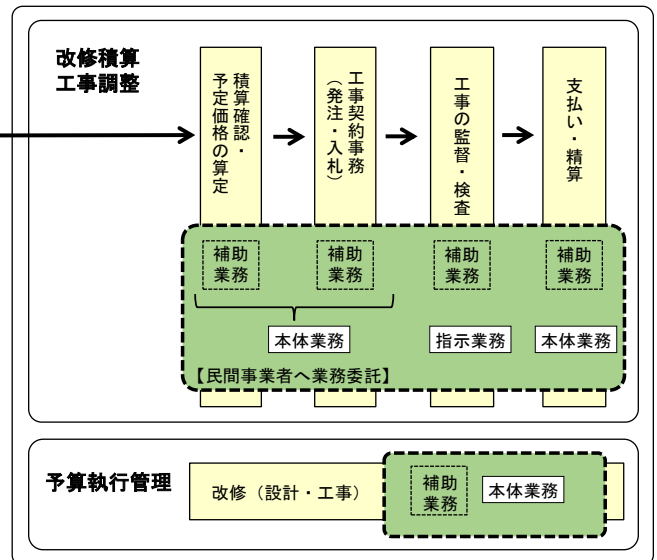 改修積算
工事調整
積算確認・
予定価格の算定
工事契約事務
（発注・入札）
工事の監督・検査
支払い・精算
補助
業務
補助
業務
補助
業務
補助
業務
本体業務
指示業務
本体業務
【民間事業者へ業務委託】
予算執行管理
改修（設計・工事）
補助
業務
本体業務